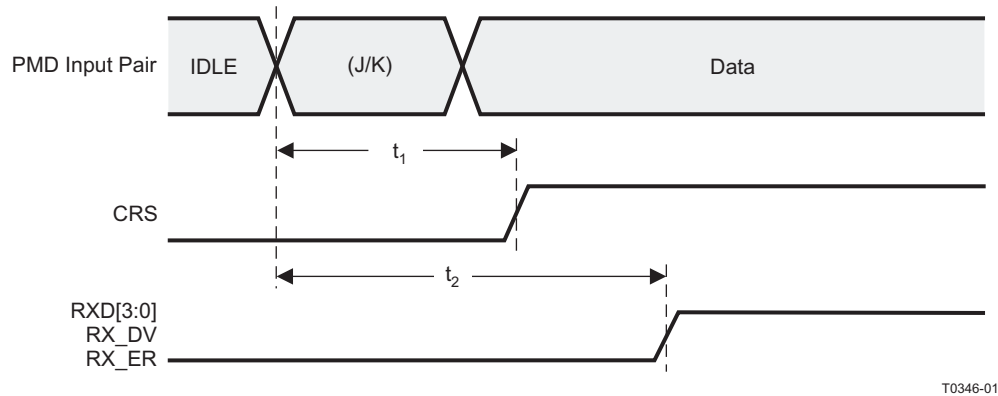 PMD Input Pair
IDLE
(J/K)
Data
t1
CRS
t2
RXD[3:0]
RX_DV
RX_ER
T0346-01